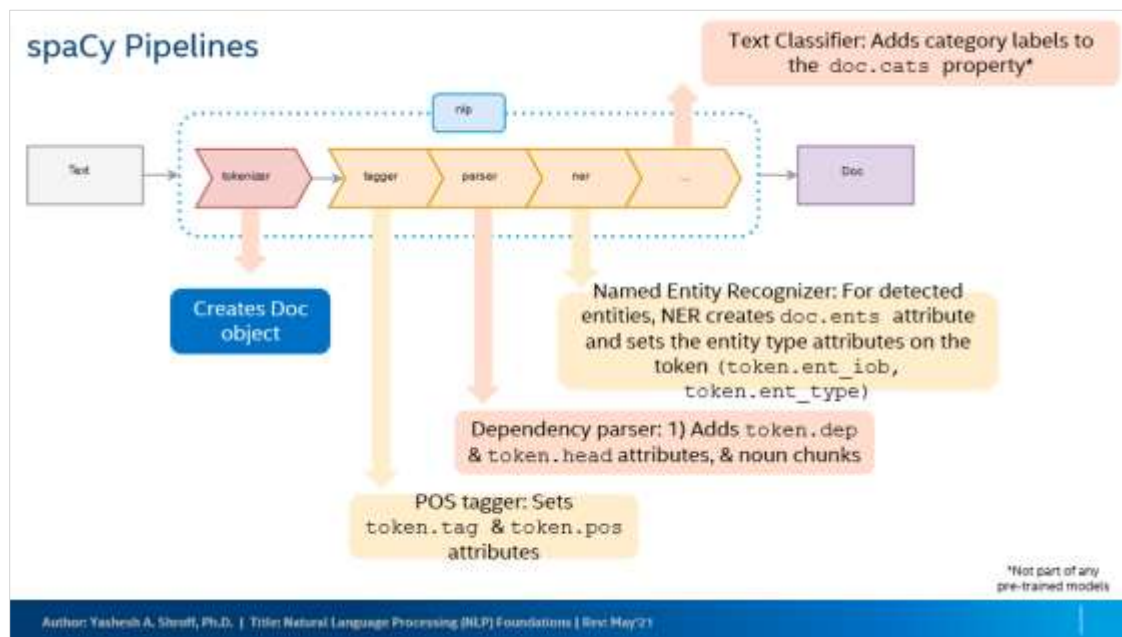 spaCy Pipelines
Text Classifier: Adds category labels to
the doc.cats property*
nlp
Text
tokenizer
tagger
parser
ner
...
Doc
Creates Doc
object
Named Entity Recognizer: For detected
entities, NER creates doc.ents attribute
and sets the entity type attributes on the
token (token.ent_iob,
token.ent_type)
Dependency parser: 1) Adds token.dep
& token.head attributes, & noun chunks
POS tagger: Sets
token.tag & token.pos
attributes
*Not part of any
pre-trained models
Author: Yashesh A. Shroff, Ph.D. | Title: Natural Language Processing (NLP) Foundations | Rev: May'21